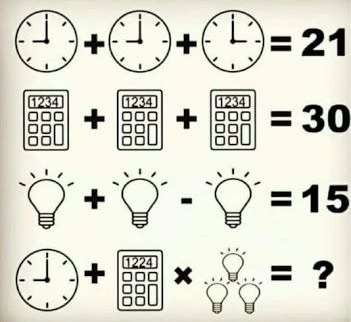 + + = 21
1234 + 1234 + 1234 = 30
+ - = 15
+ 1224 × = ?